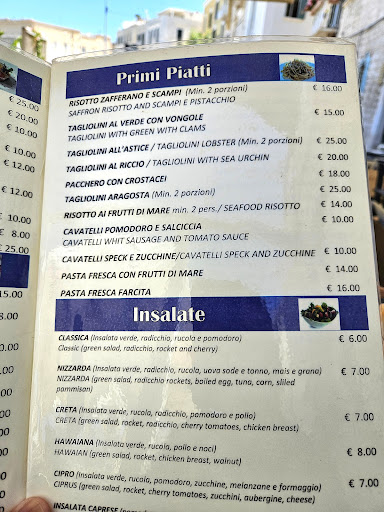 € 25.00
€ 20.00
€ 10.00
€ 12.00
€ 12.00
€ 12.00
€ 10.00
€ 8.00
€ 25.00
Primi Piatti
RISOTTO ZAFFERANO E SCAMPI (Min. 2 porzioni) € 16.00
SAFFRON RISOTTO AND SCAMPI E PISTACCHIO
TAGLIOLINI AL VERDE CON VONGOLE € 15.00
TAGLIOLINI WITH GREEN WITH CLAMS
TAGLIOLINI ALL'ASTICE / TAGLIOLINI LOBSTER (Min. 2 porzioni) € 25.00
TAGLIOLINI AL RICCIO / TAGLIOLINI WITH SEA URCHIN € 20.00
PACCHERO CON CROSTACEI € 18.00
TAGLIOLINI ARAGOSTA (Min. 2 porzioni) € 25.00
RISOTTO AI FRUTTI DI MARE min. 2 pers./ SEAFOOD RISOTTO € 14.00
CAVATELLI POMODORO E SALCICCIA € 10.00
CAVATELLI WHIT SAUSAGE AND TOMATO SAUCE
CAVATELLI SPECK E ZUCCHINE/CAVATELLI SPECK AND ZUCCHINE € 10.00
PASTA FRESCA CON FRUTTI DI MARE € 14.00
PASTA FRESCA FARCITA € 16.00
Insalate
CLASSICA (Insalata verde, radicchio, rucola e pomodoro) € 6.00
Classic (green salad, radicchio, rocket and cherry)
NIZZARDA (Insalata verde, radicchio, rucola, uova sode e tonno, mais e grana) € 7.00
NIZZARDA (green salad, radicchio rockets, bailed egg, tuna, corn, sliled
parmisan)
CRETA (Insalata verde, rucola, radicchio, pomodoro e pollo) € 7.00
CRETA (green salad, rocket, radicchio, cherry tomatoes, chicken breast)
HAWAIANA (Insalata verde, rucola, pollo e noci) € 8.00
HAWAIAN (green salad, rocket, chicken breast, walnut)
CIPRO (Insalata verde, rucola, pomodoro, zucchine, melanzane e formaggio) € 7.00
CIPRUS (green salad, rocket, cherry tomatoes, zucchini, aubergine, cheese)
INSALATA CAPRESE